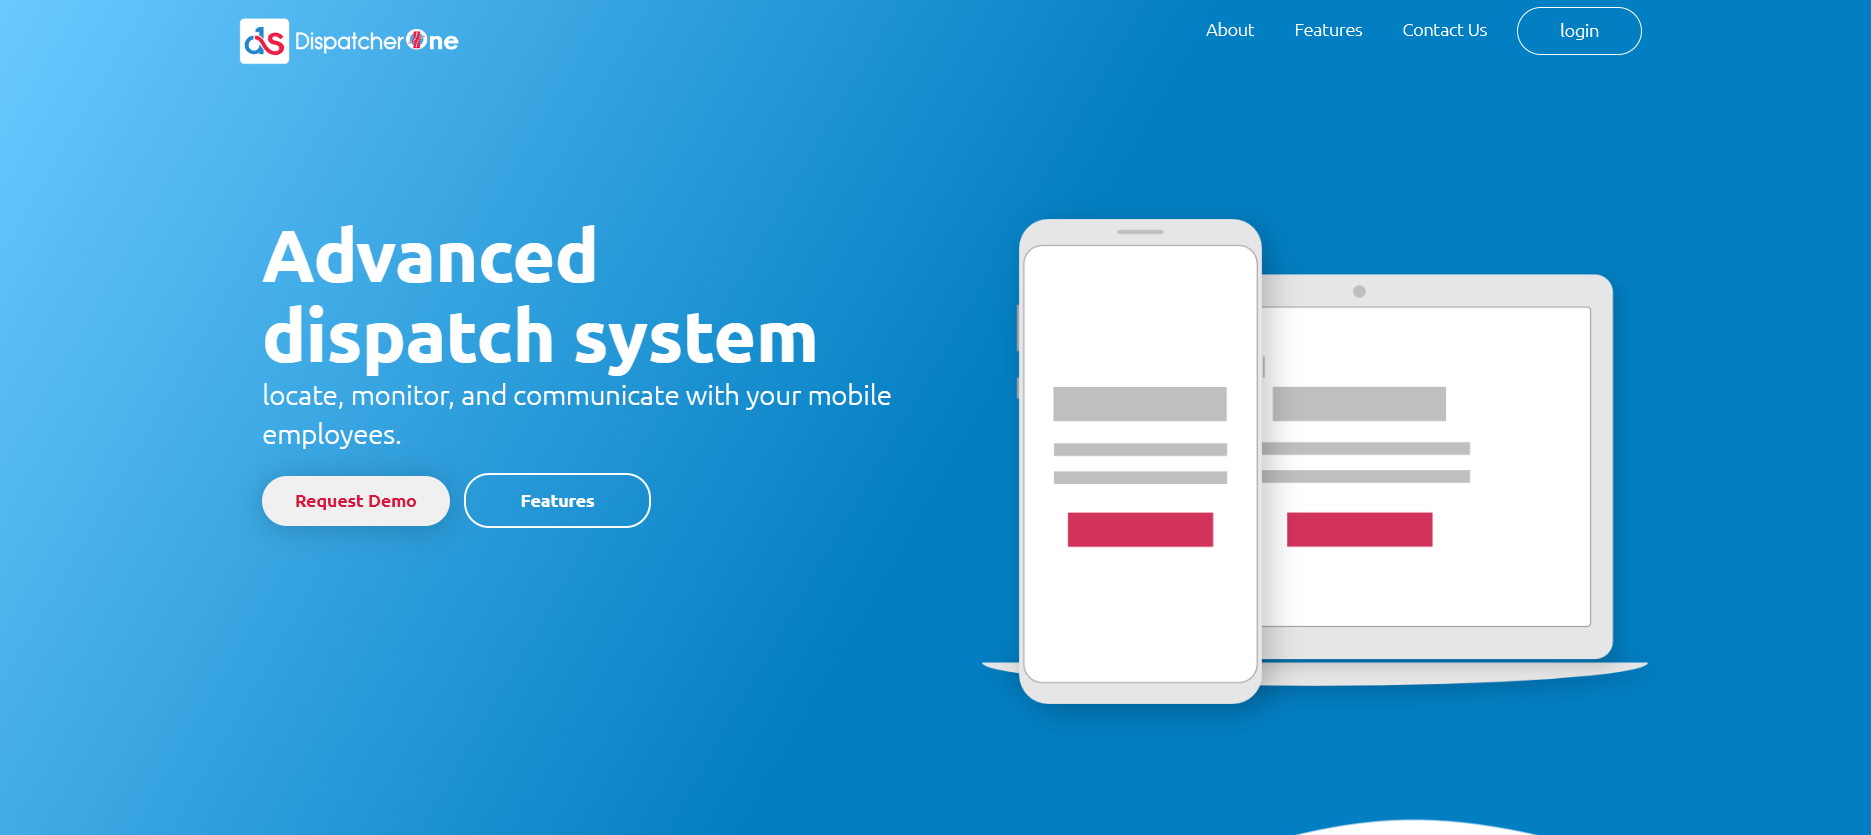 ds DispatcherOne
About Features Contact Us login
Advanced
dispatch system
locate, monitor, and communicate with your mobile
employees.
Request Demo Features